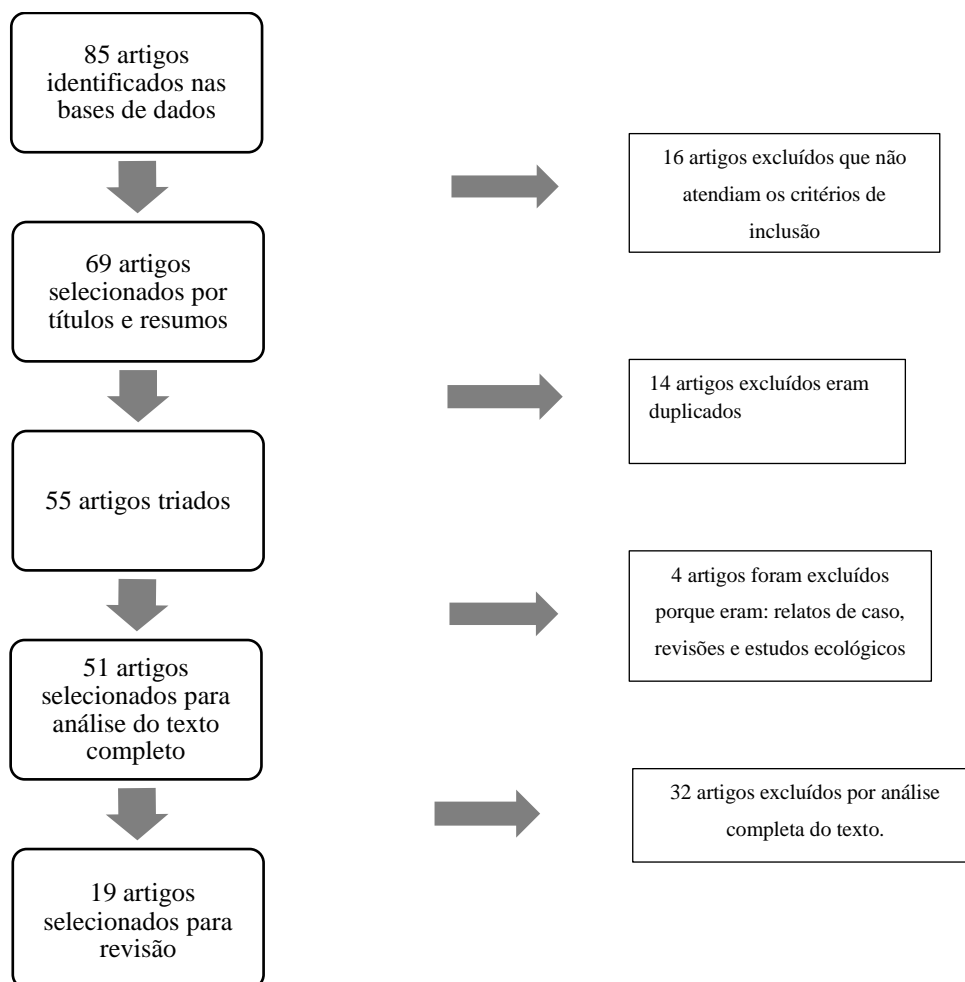 85 artigos
identificados nas
bases de dados
16 artigos excluídos que não
atendiam os critérios de
inclusão
69 artigos
selecionados por
títulos e resumos
14 artigos excluídos eram
duplicados
55 artigos triados
4 artigos foram excluídos
porque eram: relatos de caso,
revisões e estudos ecológicos
51 artigos
selecionados para
análise do texto
completo
32 artigos excluídos por análise
completa do texto.
19 artigos
selecionados para
revisão